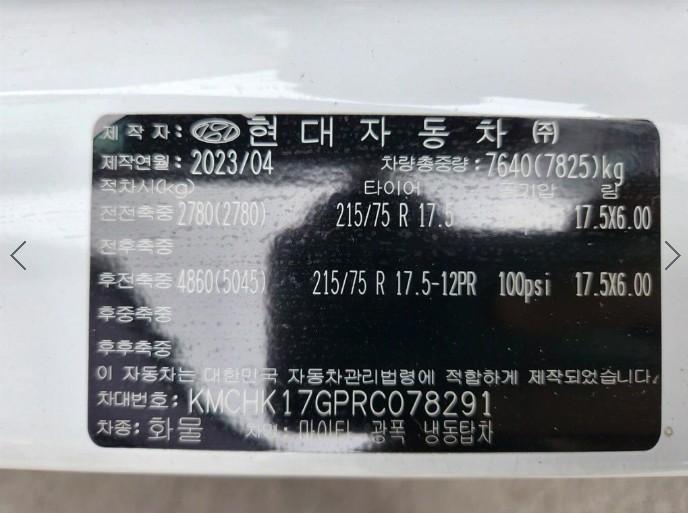 제 작 자: 현 대 자 동 차 ㈜
제작연월: 2023/04 차량총중량: 7640(7825)kg
적차시(kg) 타이어 공기압 림
전전축중 2780(2780) 215/75 R 17.5 17.5X6.00
전후축중
후전축중 4860(5045) 215/75 R 17.5-12PR 100psi 17.5X6.00
후중축중
후후축중
이 자동차는 대한민국 자동차관리법령에 적합하게 제작되었습니다.
차대번호: KMCHK17GPRC078291
차종: 화물 차명: 마이티 광폭 냉동탑차